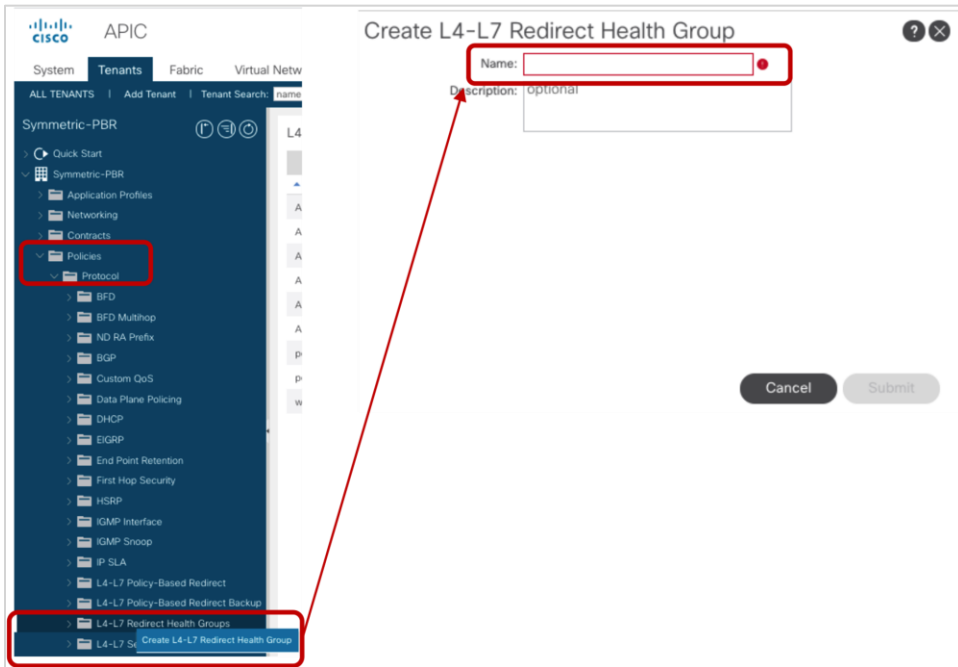 cisco
APIC
System Tenants Fabric Virtual Netw
ALL TENANTS | Add Tenant | Tenant Search: name
Symmetric-PBR
Quick Start
Symmetric-PBR
Application Profiles
Networking
Contracts
Policies
Protocol
BFD
BFD Multihop
ND RA Prefix
BGP
Custom QoS
Data Plane Policing
DHCP
EIGRP
End Point Retention
First Hop Security
HSRP
IGMP Interface
IGMP Snoop
IP SLA
L4-L7 Policy-Based Redirect
L4-L7 Policy-Based Redirect Backup
L4-L7 Redirect Health Groups
L4-L7 Se
Create L4-L7 Redirect Health Group
L4
A
A
A
A
A
A
p
p
w
Create L4-L7 Redirect Health Group
?
Name:
!
Description: optional
Cancel Submit